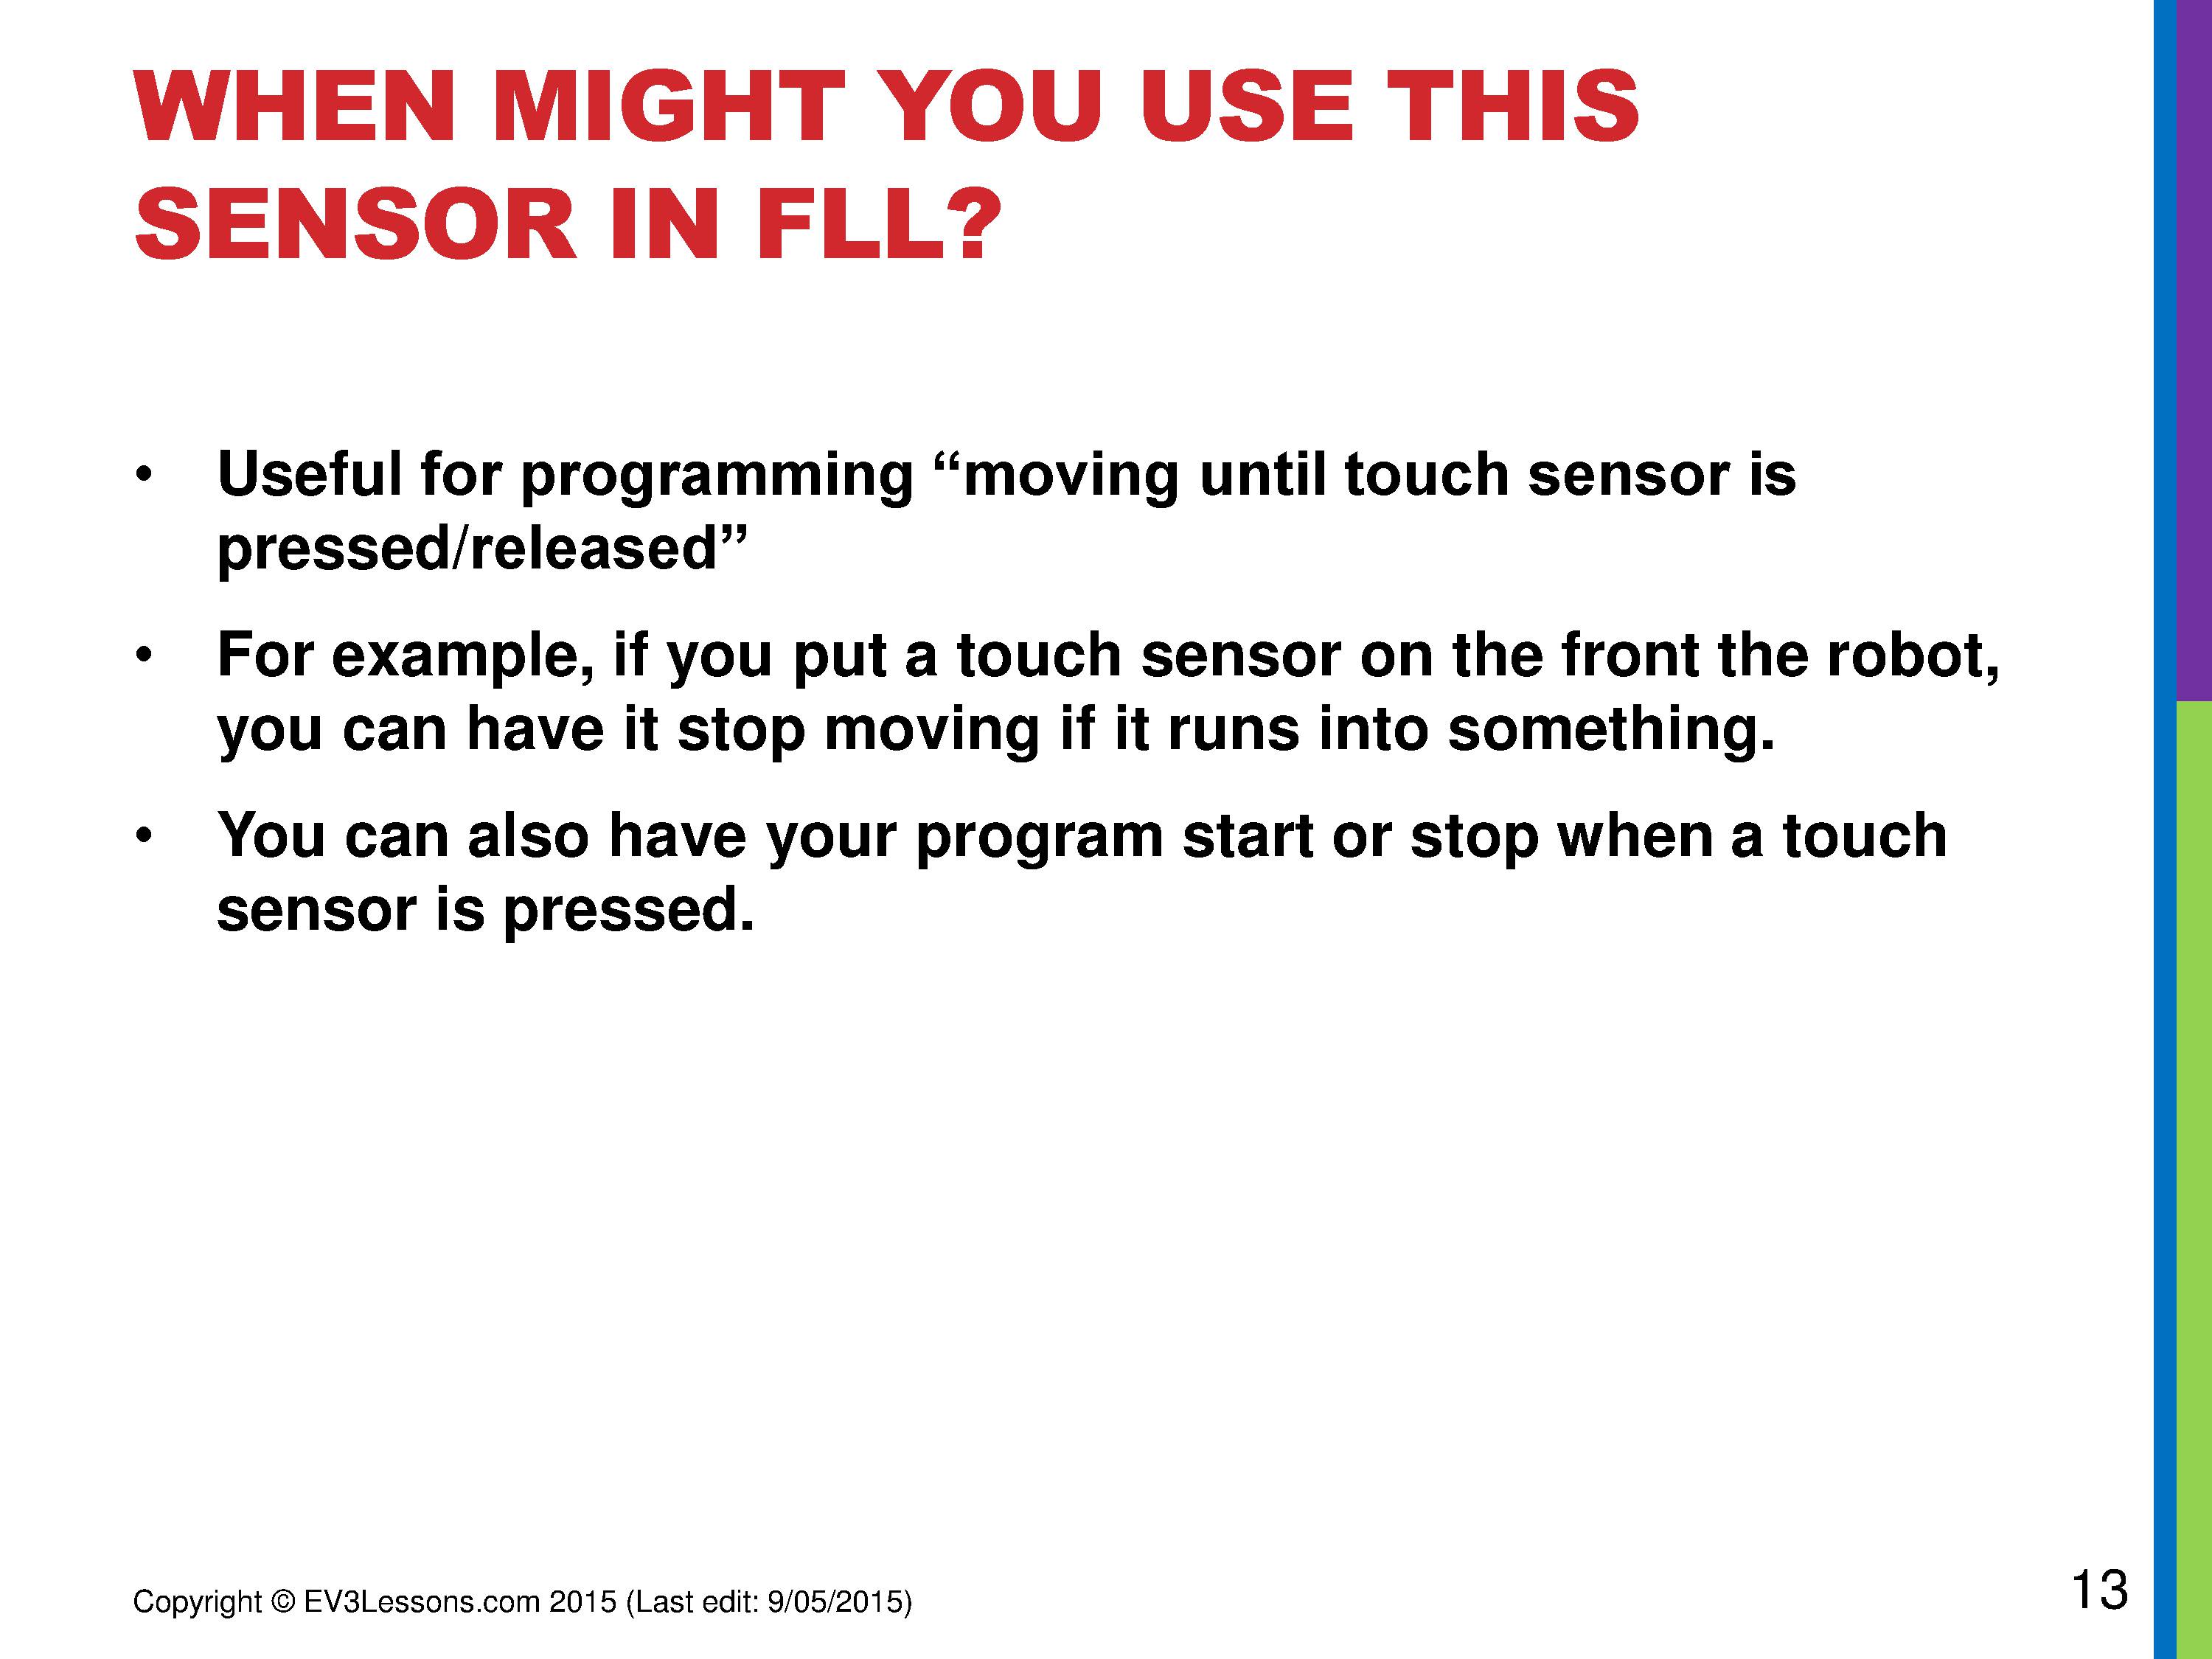 WHEN MIGHT YOU USE THIS
SENSOR IN FLL?
• Useful for programming “moving until touch sensor is
pressed/released”
• For example, if you put a touch sensor on the front the robot,
you can have it stop moving if it runs into something.
• You can also have your program start or stop when a touch
sensor is pressed.
Copyright © EV3Lessons.com 2015 (Last edit: 9/05/2015)
13